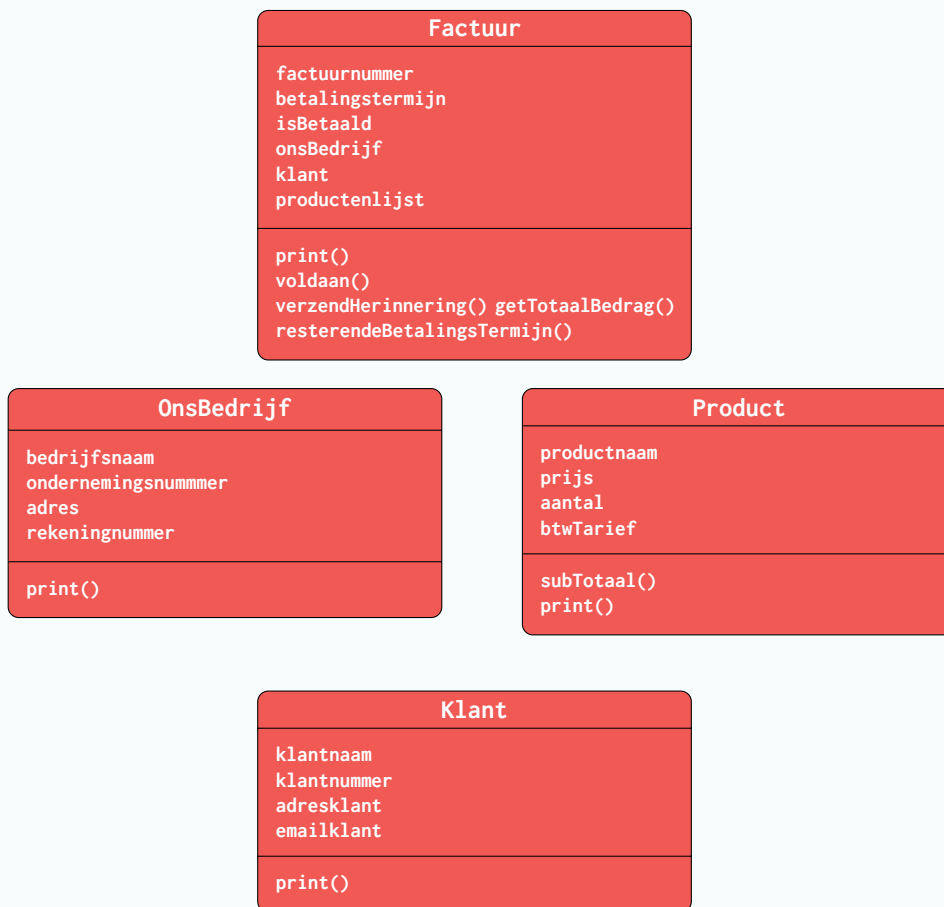 Factuur
factuurnummer
betalingstermijn
isBetaald
onsBedrijf
klant
productenlijst
print()
voldaan()
verzendHerinnering() getTotaalBedrag()
resterendeBetalingsTermijn()
OnsBedrijf
bedrijfsnaam
ondernemingsnummmer
adres
rekeningnummer
print()
Product
productnaam
prijs
aantal
btwTarief
subTotaal()
print()
Klant
klantnaam
klantnummer
adresklant
emailklant
print()